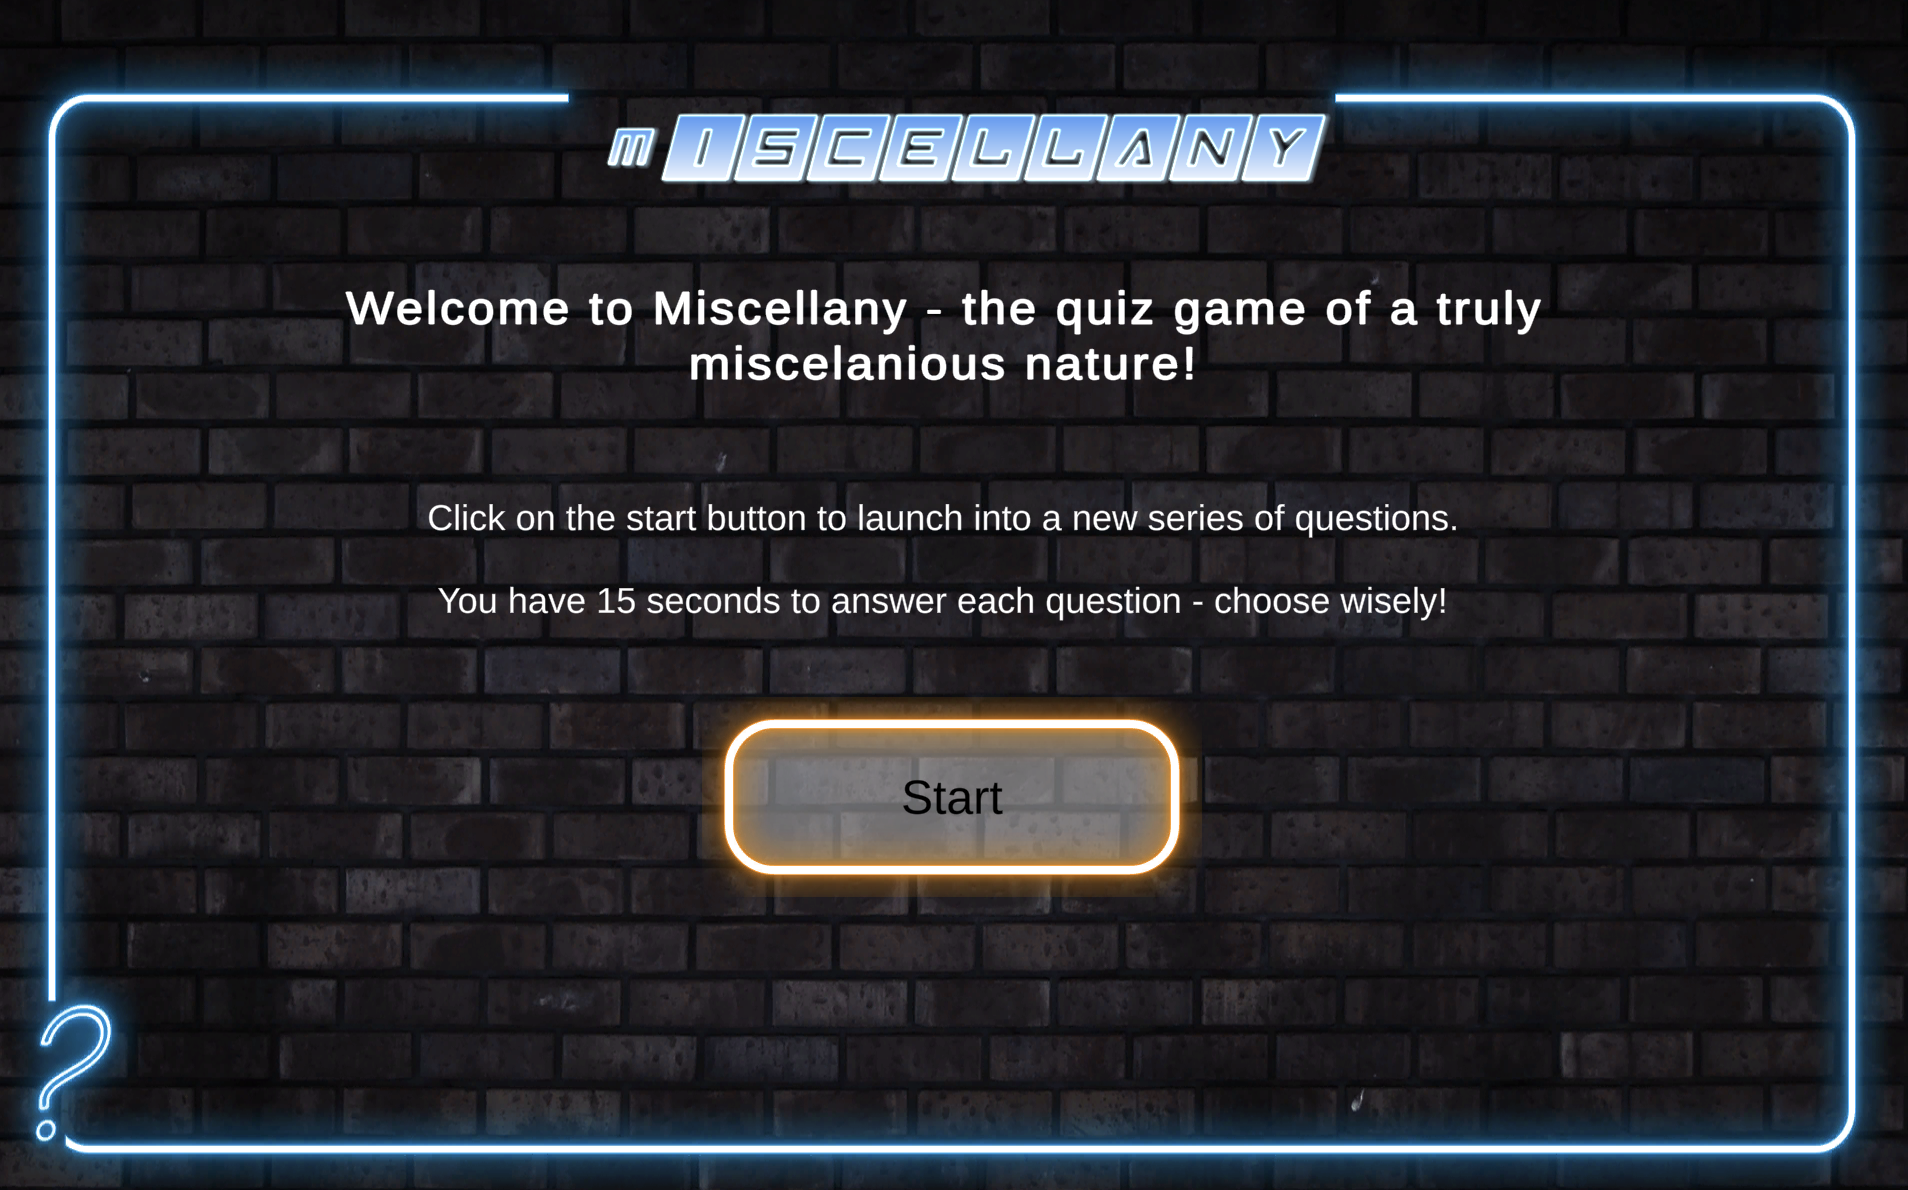 mISCELLANY
Welcome to Miscellany - the quiz game of a truly
miscelanious nature!
Click on the start button to launch into a new series of questions.
You have 15 seconds to answer each question - choose wisely!
Start
?